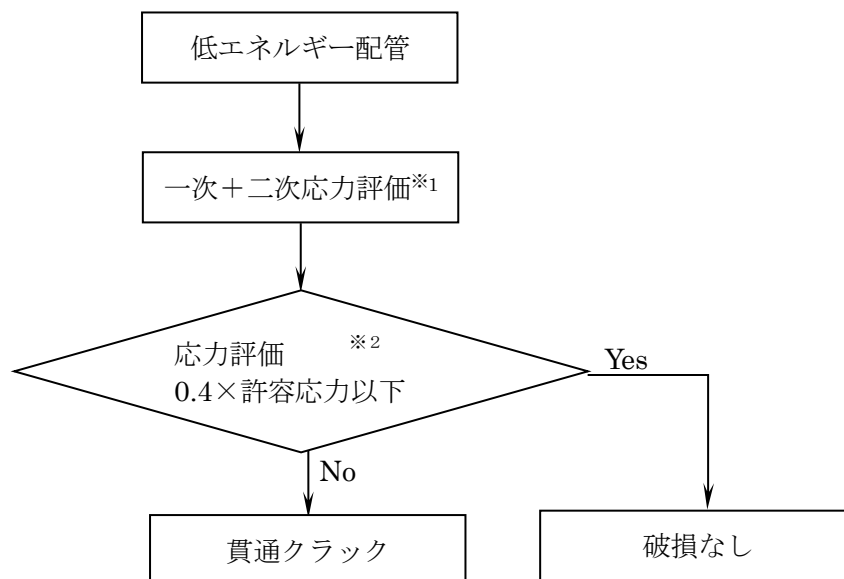 低エネルギー配管
一次＋二次応力評価※1
応力評価 ※2
0.4×許容応力以下
Yes
No
貫通クラック
破損なし